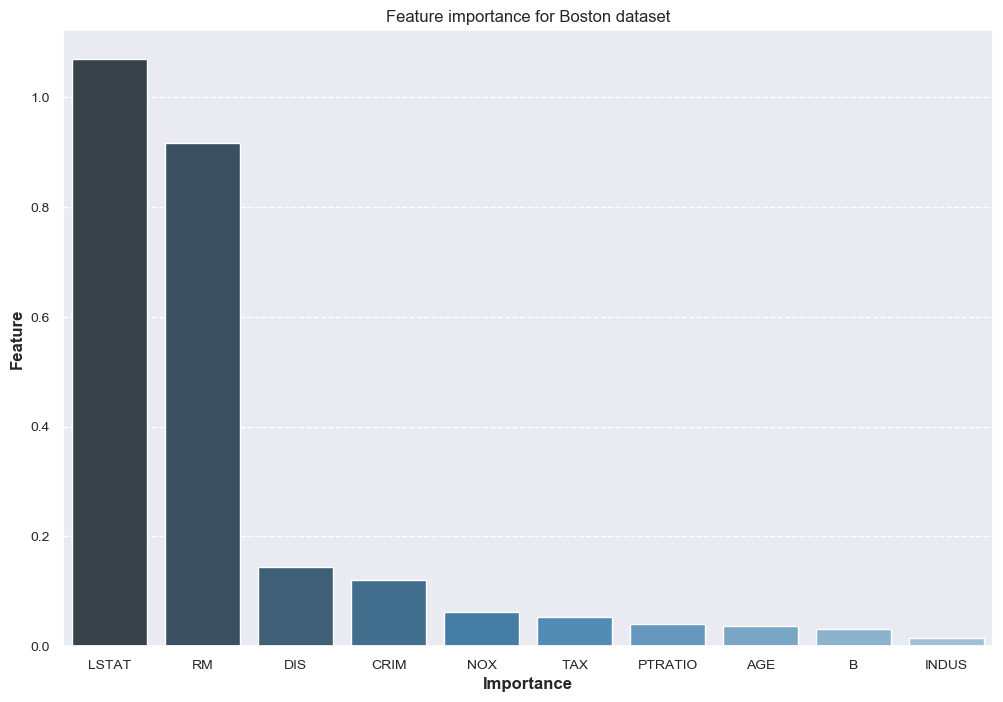 Feature importance for Boston dataset
1.0
0.8
0.6
0.4
0.2
0.0
Feature
LSTAT RM DIS CRIM NOX TAX PTRATIO AGE B INDUS
Importance